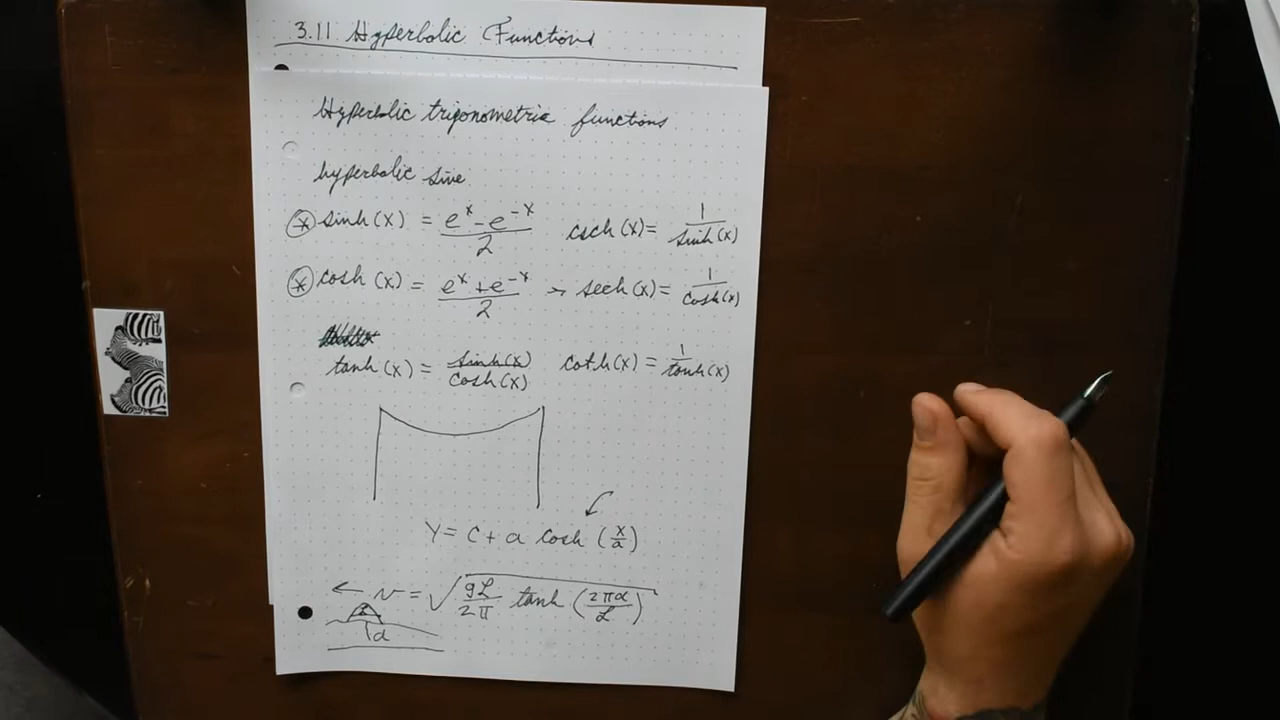 3.11 Hyperbolic Functions
Hyperbolic trigonometric functions
hyperbolic sine
(*) sinh(x) = (e^x - e^-x)/2 csch(x) = 1/sinh(x)
(*) cosh(x) = (e^x + e^-x)/2 → sech(x) = 1/cosh(x)
tanh(x) = sinh(x)/cosh(x) coth(x) = 1/tanh(x)
y = c + a cosh (x/a)
← v = √(gL/2π tanh (2πd/L))
d